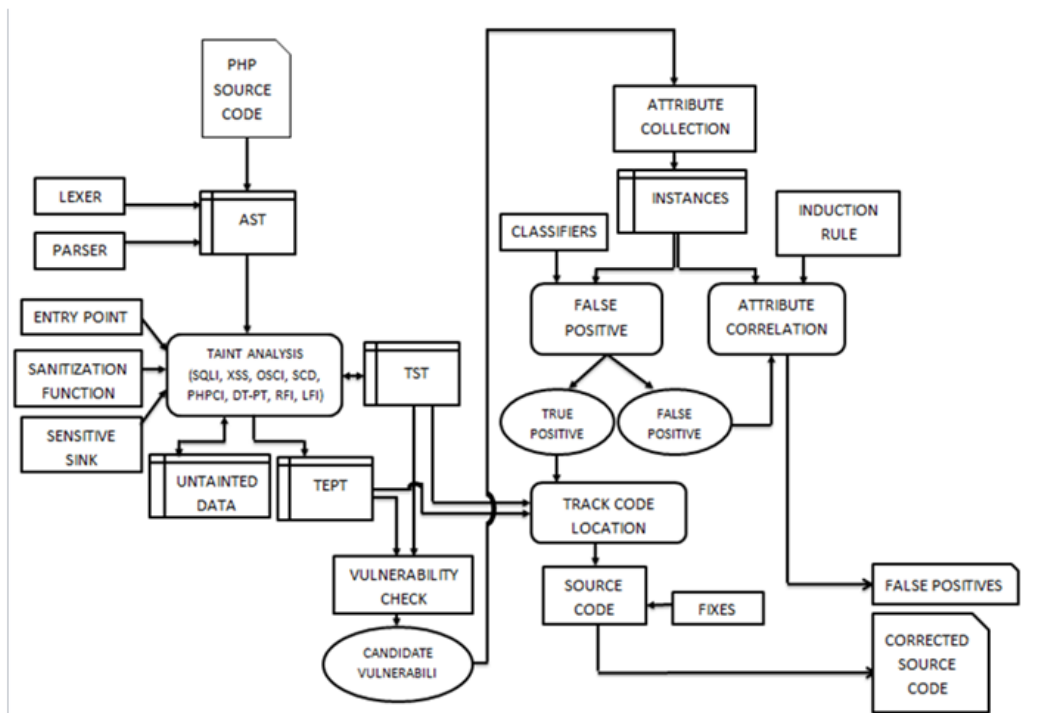 PHP
SOURCE
CODE
LEXER
PARSER
AST
ENTRY POINT
SANITIZATION
FUNCTION
SENSITIVE
SINK
TAINT ANALYSIS
(SQLI, XSS, OSCI, SCD,
PHPCI, DT-PT, RFI, LFI)
TST
UNTAINTED
DATA
TEPT
VULNERABILITY
CHECK
CANDIDATE
VULNERABILI
ATTRIBUTE
COLLECTION
INSTANCES
CLASSIFIERS
INDUCTION
RULE
FALSE
POSITIVE
ATTRIBUTE
CORRELATION
TRUE
POSITIVE
FALSE
POSITIVE
TRACK CODE
LOCATION
SOURCE
CODE
FIXES
FALSE POSITIVES
CORRECTED
SOURCE
CODE